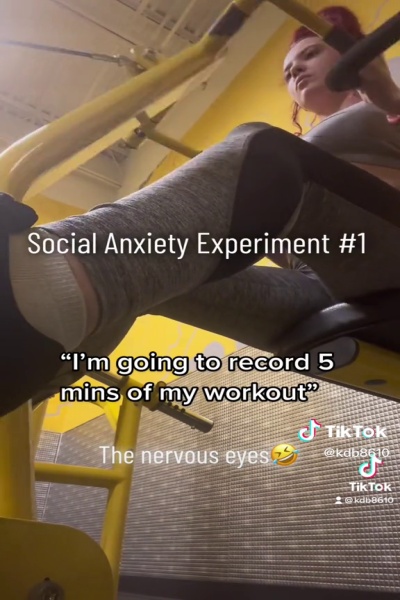 Social Anxiety Experiment #1
“I’m going to record 5
mins of my workout”
The nervous eyes🤣
TikTok
@kdb8610
TikTok
@kdb8610